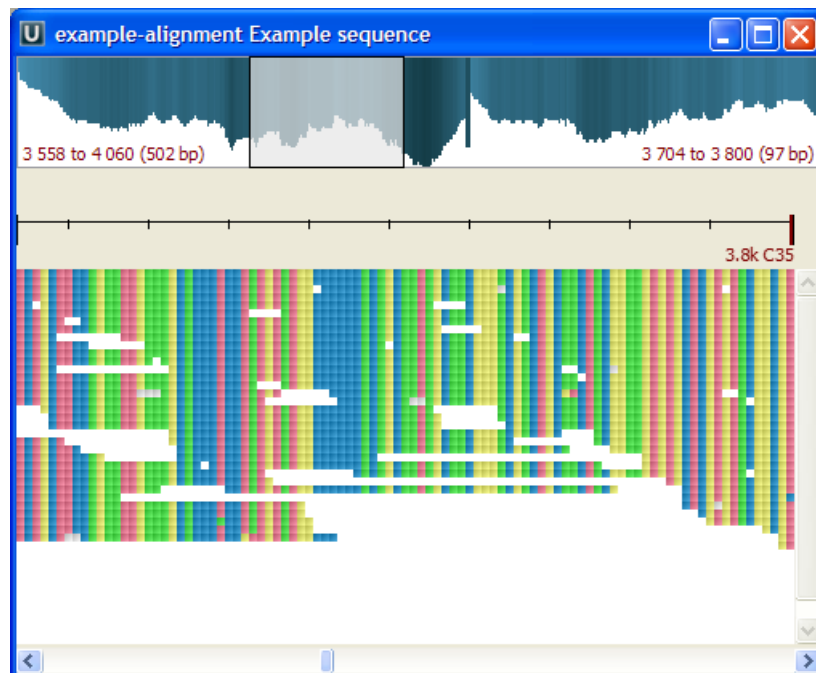 U example-alignment Example sequence
3 558 to 4 060 (502 bp) 3 704 to 3 800 (97 bp)
3.8k C35